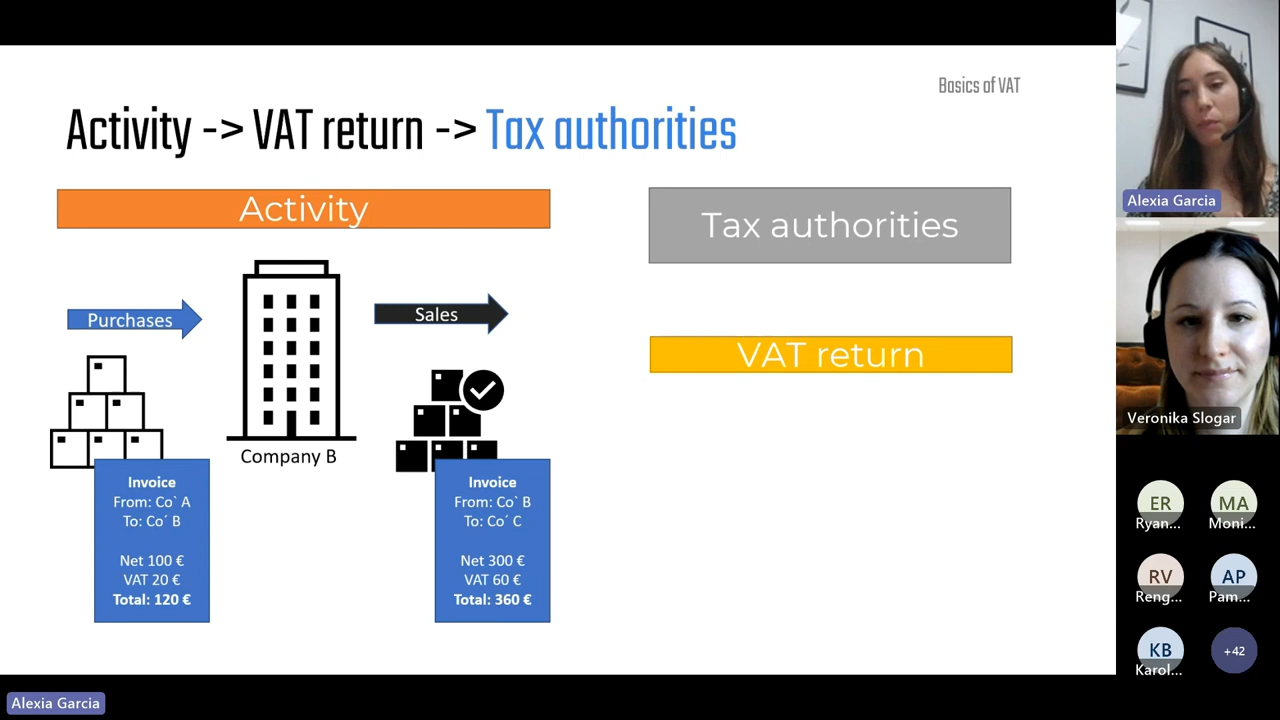 Basics of VAT
Activity -> VAT return -> Tax authorities
Activity
Tax authorities
Purchases
Sales
VAT return
Company B
Invoice
From: Co` A
To: Co´ B
Net 100 €
VAT 20 €
Total: 120 €
Invoice
From: Co` B
To: Co´ C
Net 300 €
VAT 60 €
Total: 360 €
Alexia Garcia
Veronika Slogar
ER
Ryan...
MA
Moni...
RV
Reng...
AP
Pam...
KB
Karol...
+42
Alexia Garcia